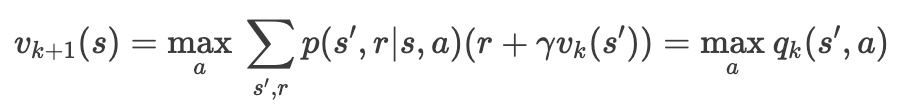 v_{k+1}(s) = \max_a \sum_{s',r} p(s', r|s, a)(r + \gamma v_k(s')) = \max_a q_k(s', a)